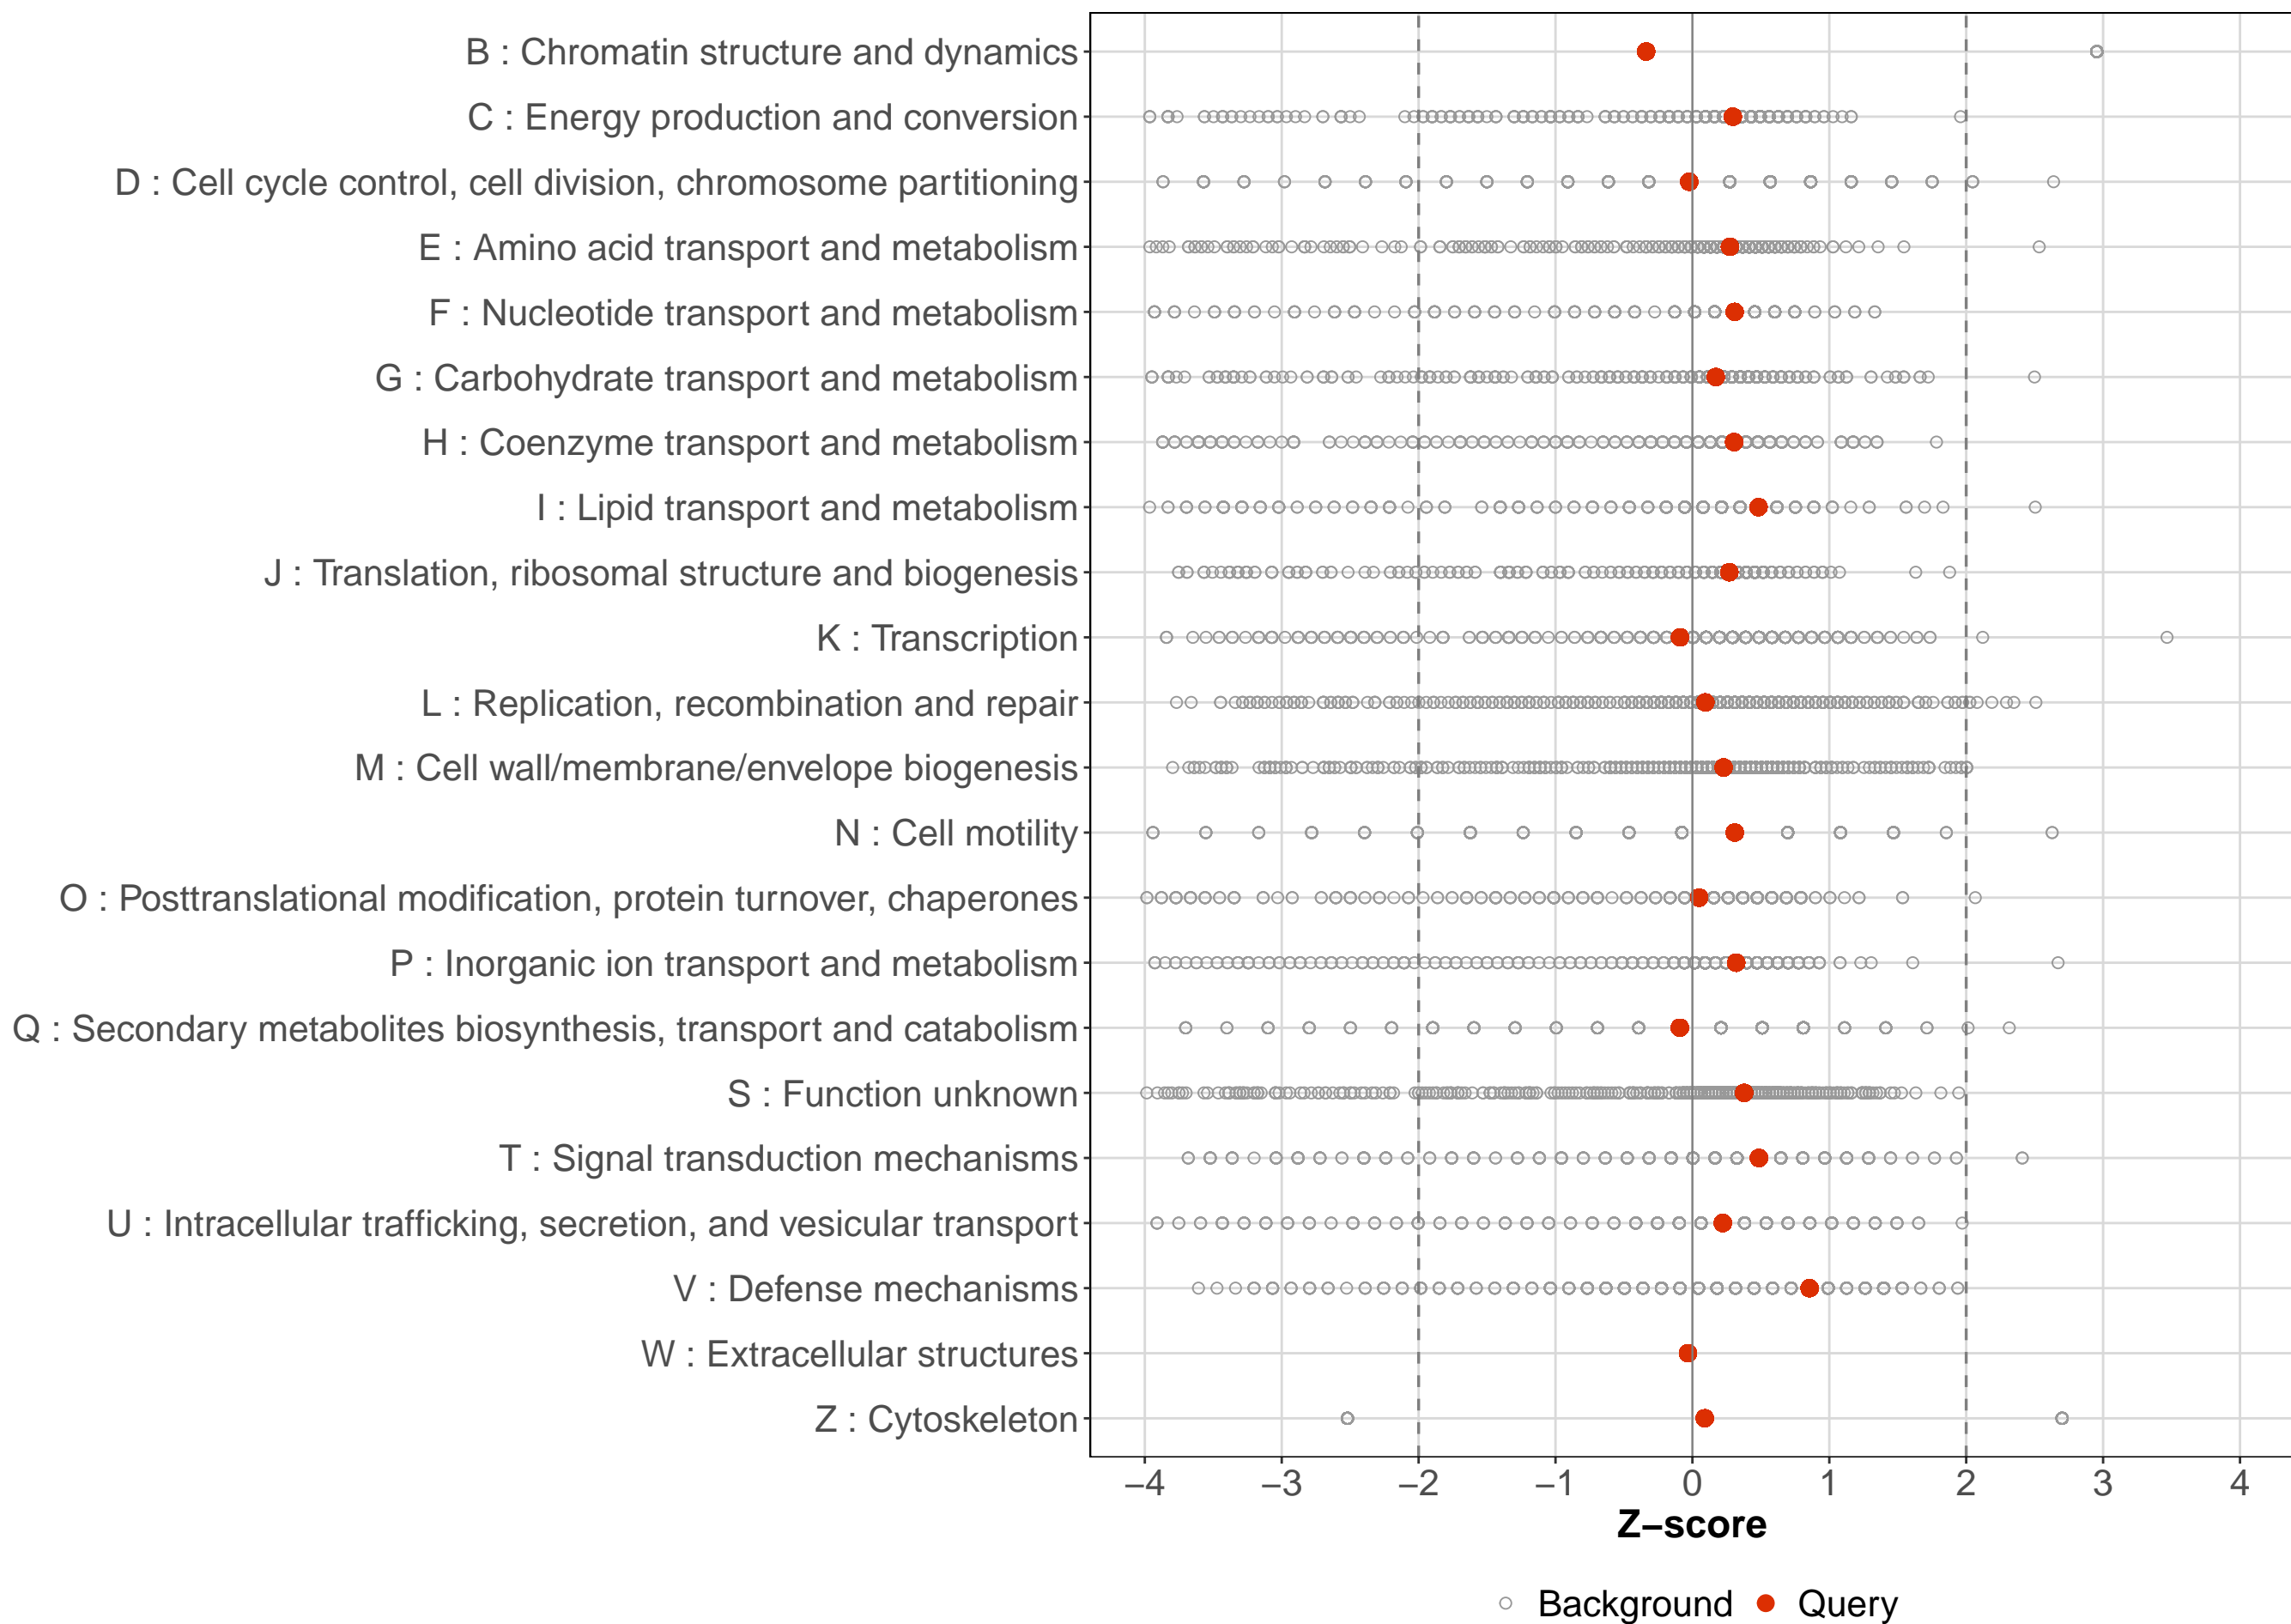 B : Chromatin structure and dynamics
C : Energy production and conversion
D : Cell cycle control, cell division, chromosome partitioning
E : Amino acid transport and metabolism
F : Nucleotide transport and metabolism
G : Carbohydrate transport and metabolism
H : Coenzyme transport and metabolism
I : Lipid transport and metabolism
J : Translation, ribosomal structure and biogenesis
K : Transcription
L : Replication, recombination and repair
M : Cell wall/membrane/envelope biogenesis
N : Cell motility
O : Posttranslational modification, protein turnover, chaperones
P : Inorganic ion transport and metabolism
Q : Secondary metabolites biosynthesis, transport and catabolism
S : Function unknown
T : Signal transduction mechanisms
U : Intracellular trafficking, secretion, and vesicular transport
V : Defense mechanisms
W : Extracellular structures
Z : Cytoskeleton
−4 −3 −2 −1 0 1 2 3 4
Z−score
Background Query